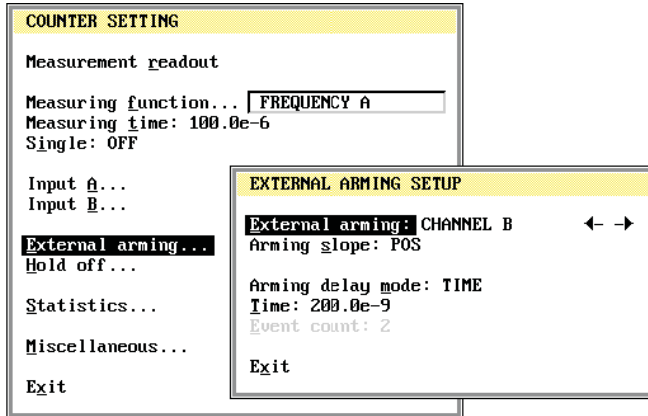 COUNTER SETTING
Measurement readout
Measuring function... FREQUENCY A
Measuring time: 100.0e-6
Single: OFF
Input A...
Input B...
External arming...
Hold off...
Statistics...
Miscellaneous...
Exit
EXTERNAL ARMING SETUP
External arming: CHANNEL B
Arming slope: POS
Arming delay mode: TIME
Time: 200.0e-9
Event count: 2
Exit